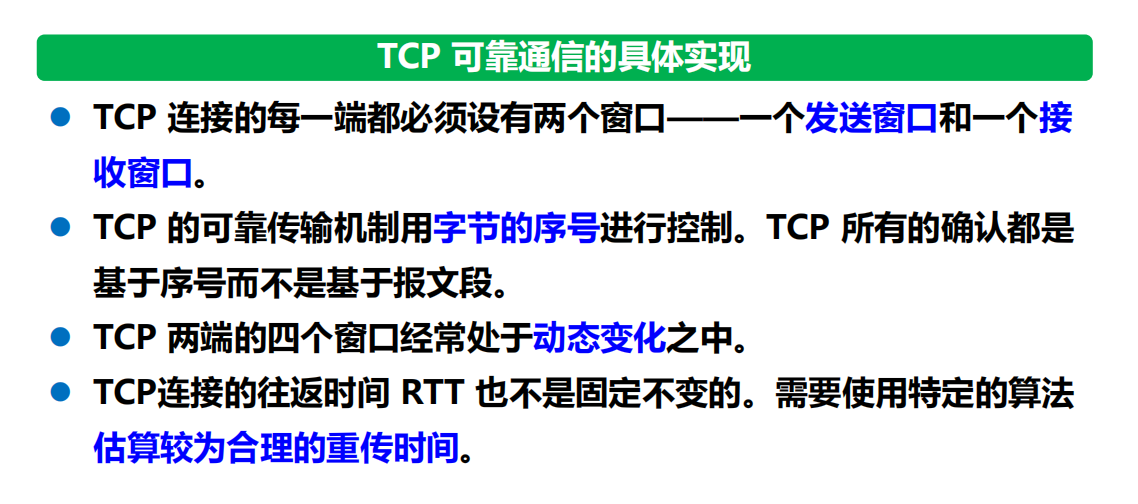 TCP 可靠通信的具体实现
● TCP 连接的每一端都必须设有两个窗口——一个发送窗口和一个接
收窗口。
● TCP 的可靠传输机制用字节的序号进行控制。TCP 所有的确认都是
基于序号而不是基于报文段。
● TCP 两端的四个窗口经常处于动态变化之中。
● TCP连接的往返时间 RTT 也不是固定不变的。需要使用特定的算法
估算较为合理的重传时间。